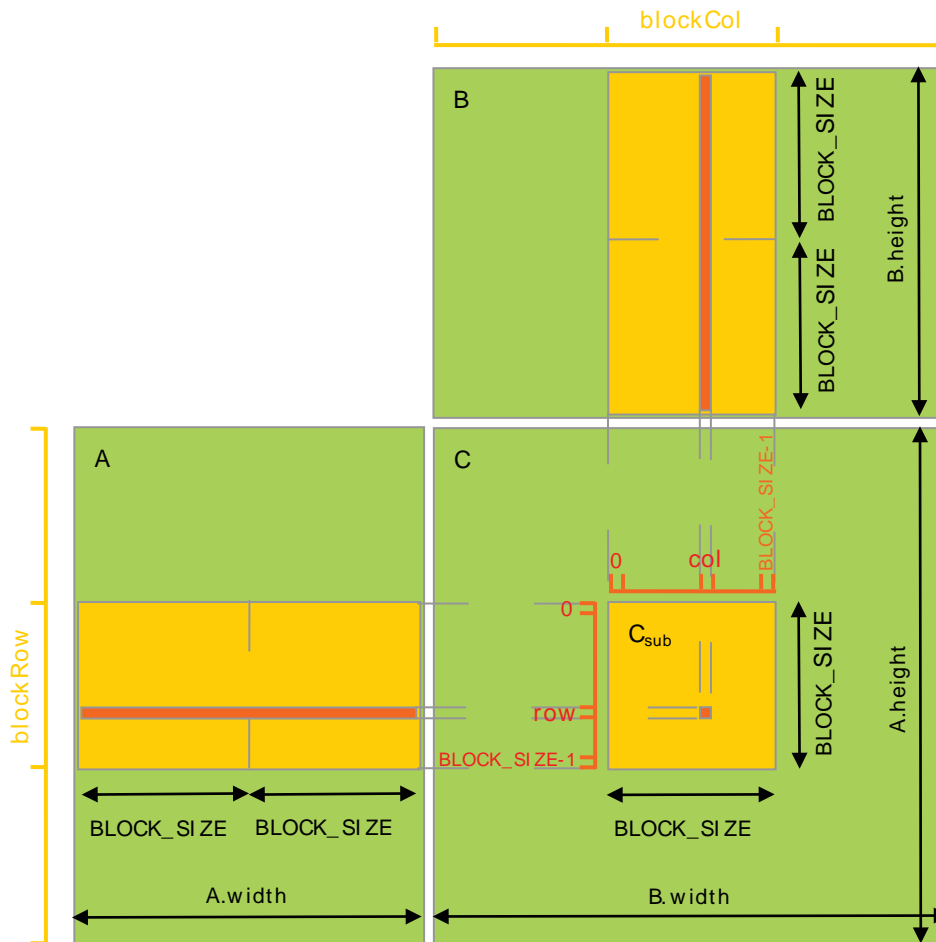 blockCol
B
BLOCK_SIZE
BLOCK_SIZE
B.height
A
C
blockRow
0
col
BLOCK_SIZE-1
0
row
BLOCK_SIZE-1
Csub
BLOCK_SIZE
A.height
BLOCK_SIZE
BLOCK_SIZE
BLOCK_SIZE
A.width
B.width